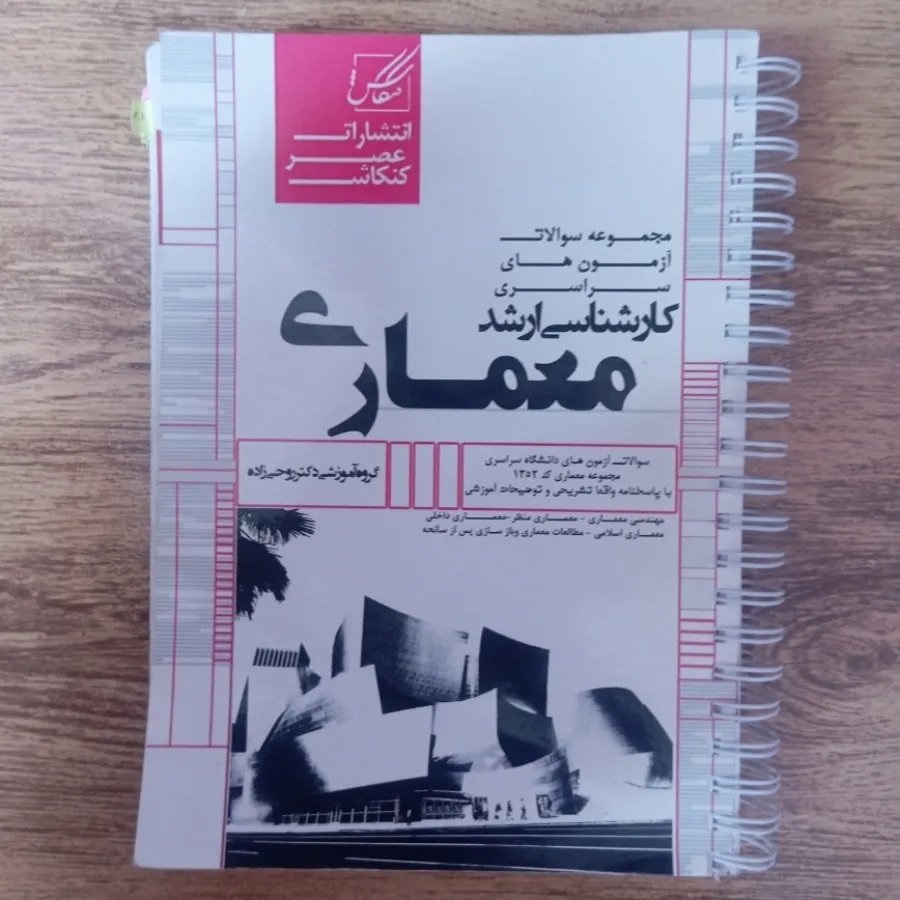 کنکاش
انتشارات
عصر
کنکاش
مجموعه سوالات
آزمون های
سراسری
کارشناسی ارشد
معماری
سوالات آزمون های دانشگاه سراسری
مجموعه معماری کد ۱۳۵۲
با پاسخنامه واقعا تشریحی و توضیحات آموزشی
گروه آموزشی دکتر روحی زاده
مهندسی معماری - معماری منظر -معماری داخلی
معماری اسلامی - مطالعات معماری وباز سازی پس از سانحه